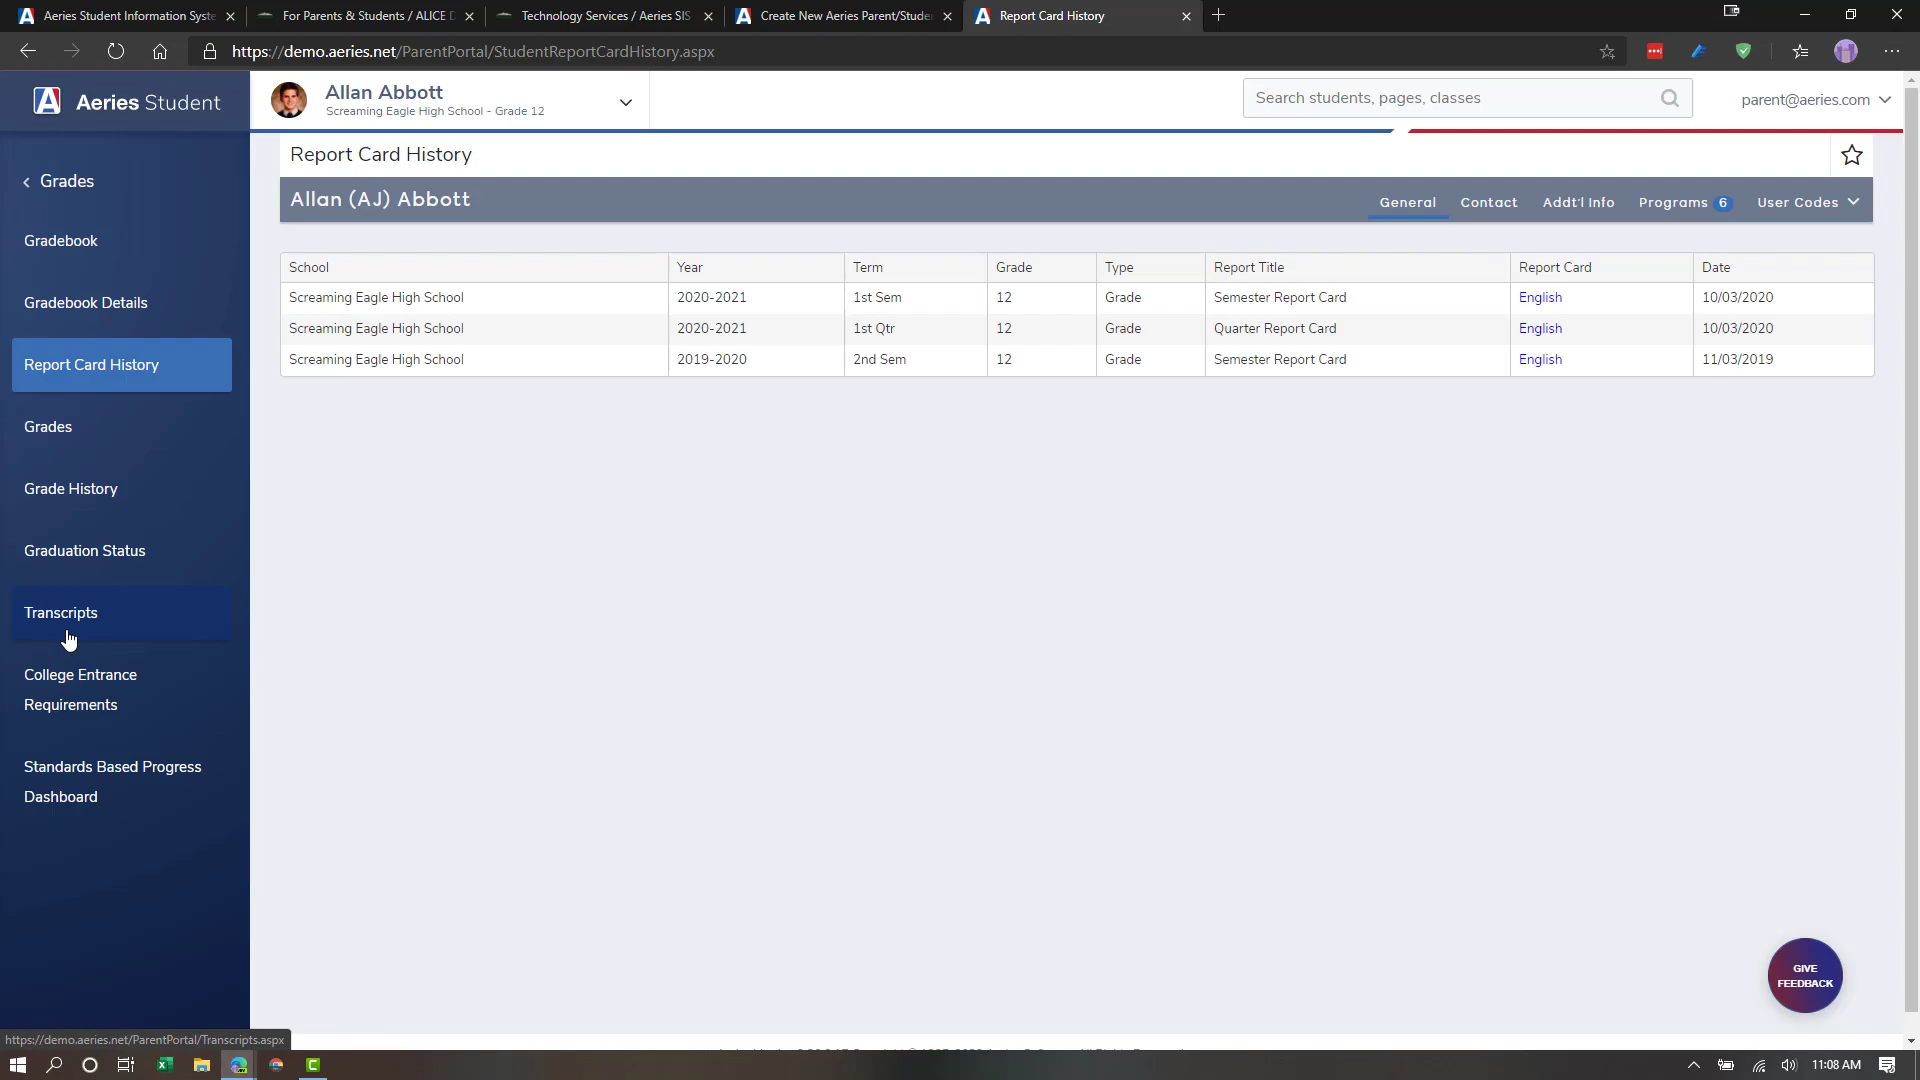 Aeries Student Information Syste
For Parents & Students / ALICE D
Technology Services / Aeries SIS
Create New Aeries Parent/Studen
Report Card History
https://demo.aeries.net/ParentPortal/StudentReportCardHistory.aspx
Aeries Student
Allan Abbott
Screaming Eagle High School - Grade 12
Search students, pages, classes
parent@aeries.com
Grades
Gradebook
Gradebook Details
Report Card History
Grades
Grade History
Graduation Status
Transcripts
College Entrance
Requirements
Standards Based Progress
Dashboard
Report Card History
Allan (AJ) Abbott
General Contact Addt'l Info Programs 6 User Codes
School Year Term Grade Type Report Title Report Card Date
Screaming Eagle High School 2020-2021 1st Sem 12 Grade Semester Report Card English 10/03/2020
Screaming Eagle High School 2020-2021 1st Qtr 12 Grade Quarter Report Card English 10/03/2020
Screaming Eagle High School 2019-2020 2nd Sem 12 Grade Semester Report Card English 11/03/2019
GIVE
FEEDBACK
https://demo.aeries.net/ParentPortal/Transcripts.aspx
11:08 AM